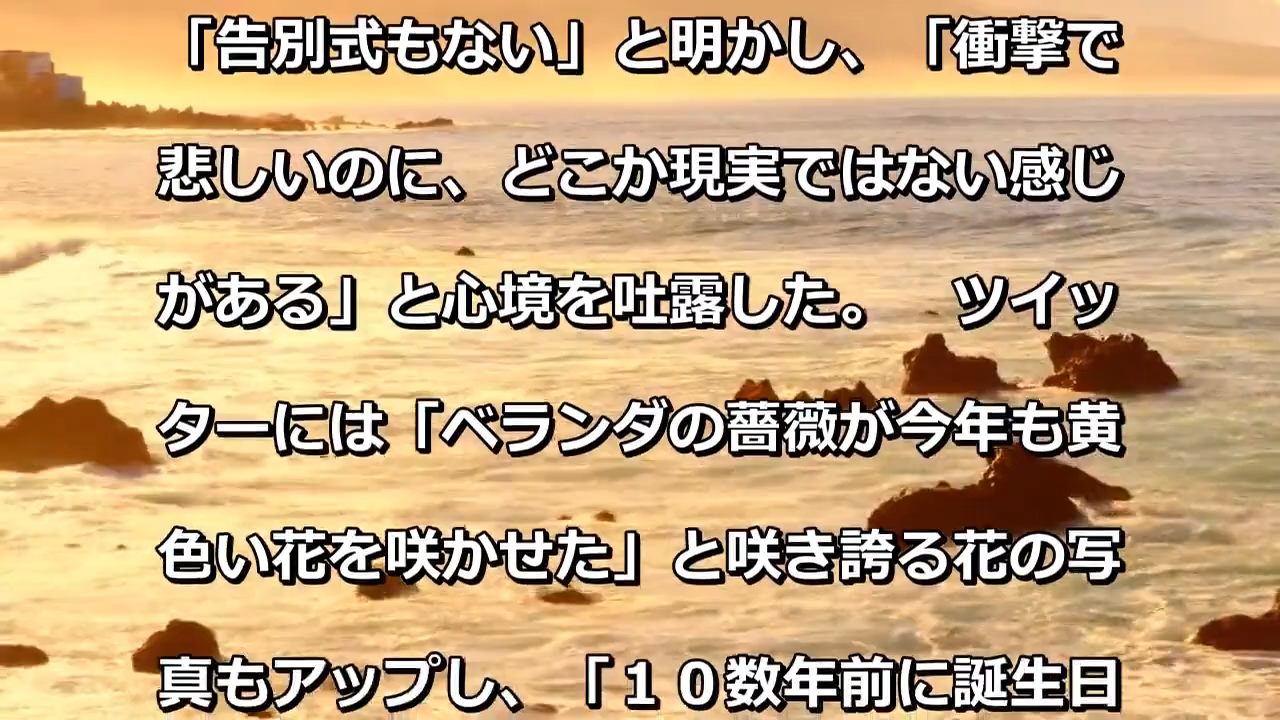 「告別式もない」と明かし、「衝撃で
悲しいのに、どこか現実ではない感じ
がある」と心境を吐露した。　ツイッ
ターには「ベランダの薔薇が今年も黄
色い花を咲かせた」と咲き誇る花の写
真もアップし、「１０数年前に誕生日